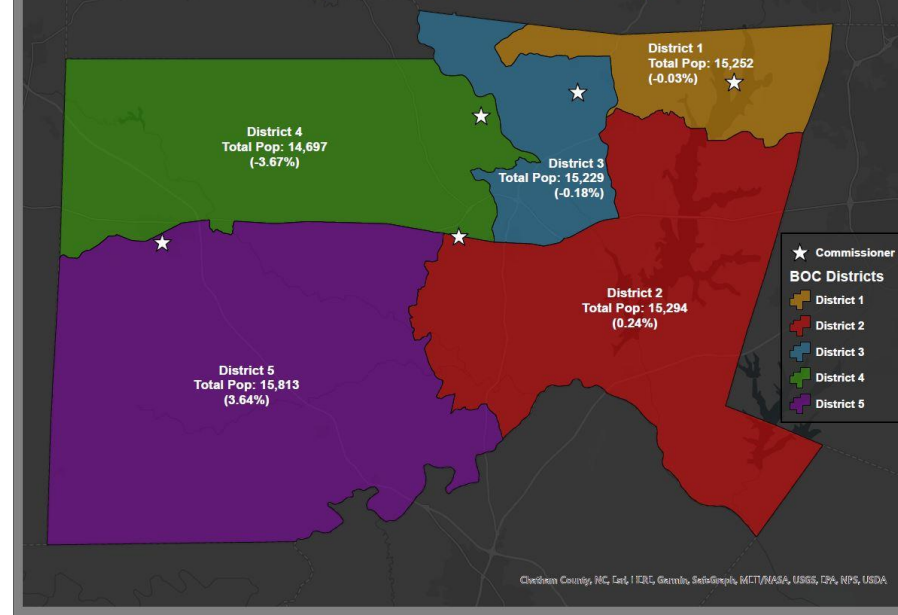 District 1
Total Pop: 15,252
(-0.03%)
District 4
Total Pop: 14,697
(-3.67%)
District 3
Total Pop: 15,229
(-0.18%)
Commissioner
BOC Districts
District 1
District 2
District 3
District 4
District 5
District 2
Total Pop: 15,294
(0.24%)
District 5
Total Pop: 15,813
(3.64%)
Chatham County, NC, Esri, HERE, Garmin, SafeGraph, METI/NASA, USGS, EPA, NPS, USDA